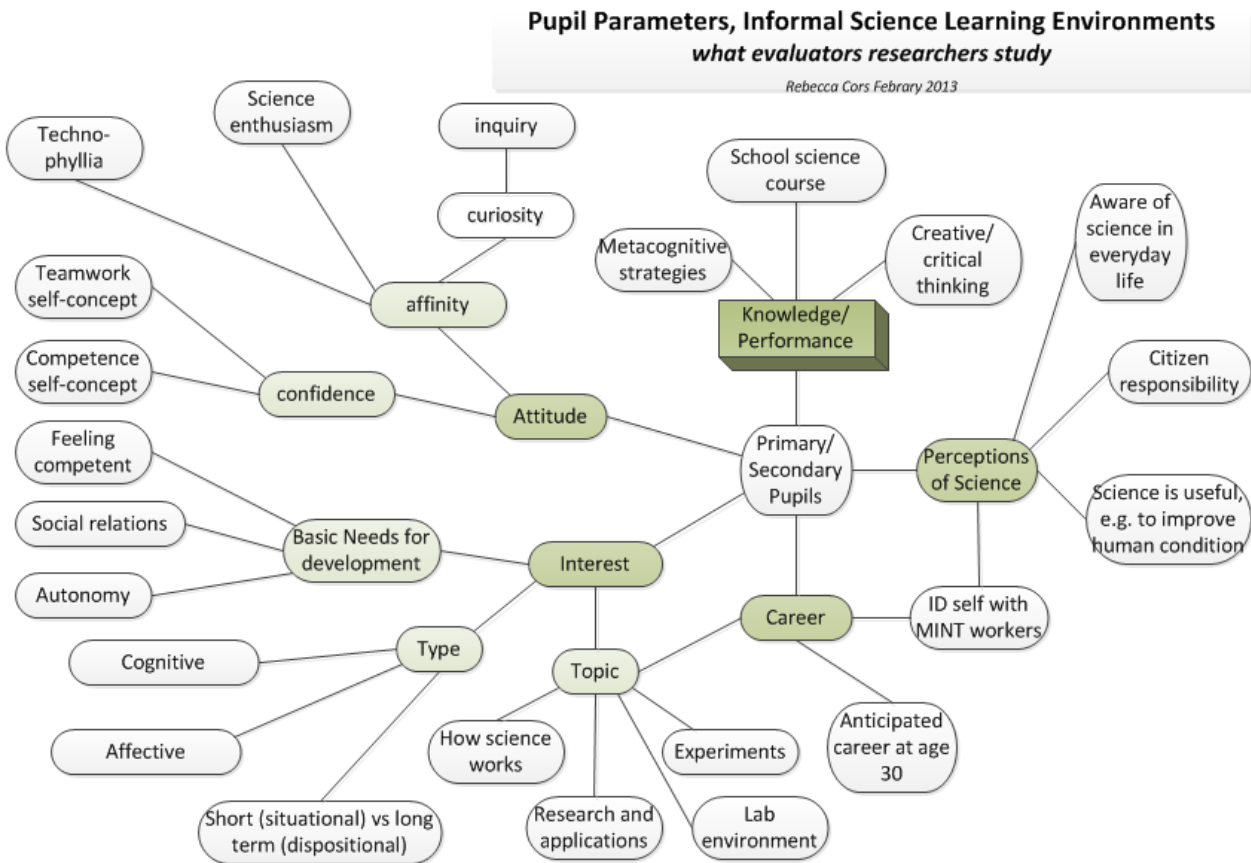 Pupil Parameters, Informal Science Learning Environments
what evaluators researchers study
Rebecca Cors Febrary 2013
Science
enthusiasm
inquiry
Techno-
phyllia
School science
course
curiosity
Aware of
science in
everyday
life
Metacognitive
strategies
Creative/
critical
thinking
Teamwork
self-concept
affinity
Knowledge/
Performance
Competence
self-concept
confidence
Attitude
Citizen
responsibility
Feeling
competent
Primary/
Secondary
Pupils
Perceptions
of Science
Science is useful,
e.g. to improve
human condition
Social relations
Basic Needs for
development
Interest
Autonomy
Career
ID self with
MINT workers
Cognitive
Type
Topic
Affective
How science
works
Experiments
Anticipated
career at age
30
Short (situational) vs long
term (dispositional)
Research and
applications
Lab
environment